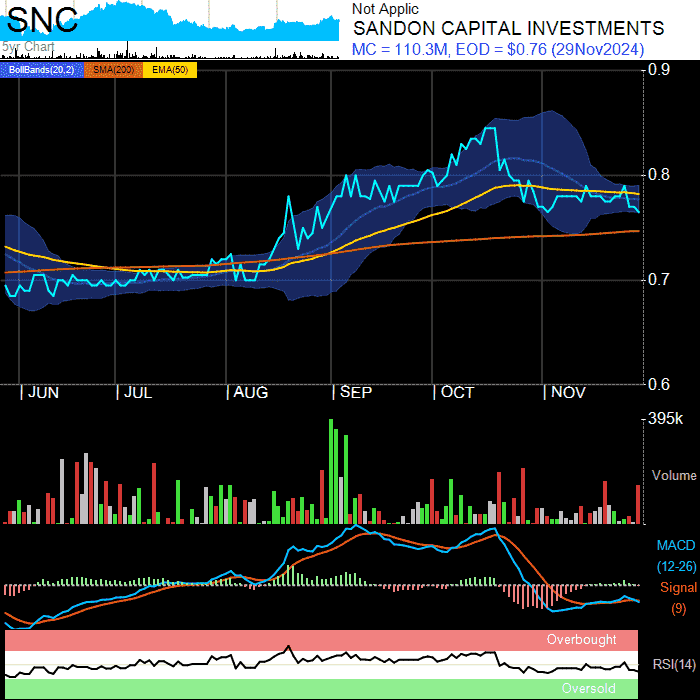 SNC
5yr Chart
Not Applic
SANDON CAPITAL INVESTMENTS
MC = 110.3M, EOD = $0.76 (29Nov2024)
BollBands(20,2) SMA(200) EMA(50)
0.9
0.8
0.7
0.6
JUN JUL AUG SEP OCT NOV
395k
Volume
MACD
(12-26)
Signal
(9)
Overbought
RSI(14)
Oversold